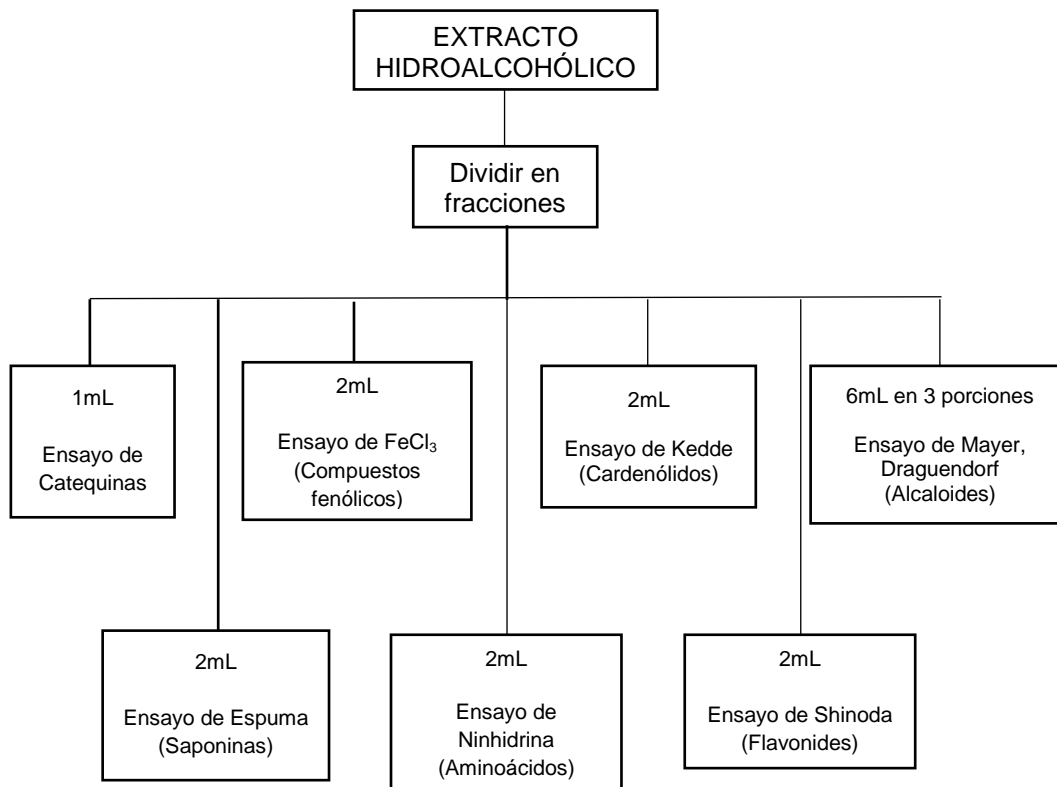 EXTRACTO
HIDROALCOHÓLICO
Dividir en
fracciones
1mL
Ensayo de
Catequinas
2mL
Ensayo de FeCl₃
(Compuestos
fenólicos)
2mL
Ensayo de Kedde
(Cardenólidos)
6mL en 3 porciones
Ensayo de Mayer,
Draguendorf
(Alcaloides)
2mL
Ensayo de Espuma
(Saponinas)
2mL
Ensayo de
Ninhidrina
(Aminoácidos)
2mL
Ensayo de Shinoda
(Flavonides)